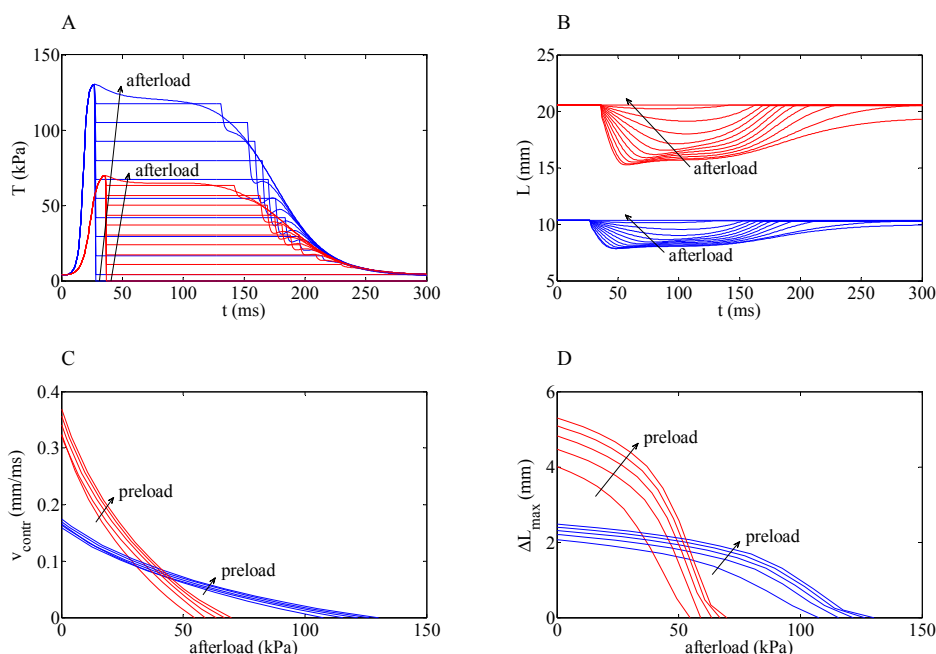 A
150
100
50
0
T (kPa)
afterload
afterload
0 50 100 150 200 250 300
t (ms)
B
25
20
15
10
5
L (mm)
afterload
afterload
0 50 100 150 200 250 300
t (ms)
C
0.4
0.3
0.2
0.1
0
v_contr (mm/ms)
preload
preload
0 50 100 150
afterload (kPa)
D
6
4
2
0
ΔL_max (mm)
preload
preload
0 50 100 150
afterload (kPa)